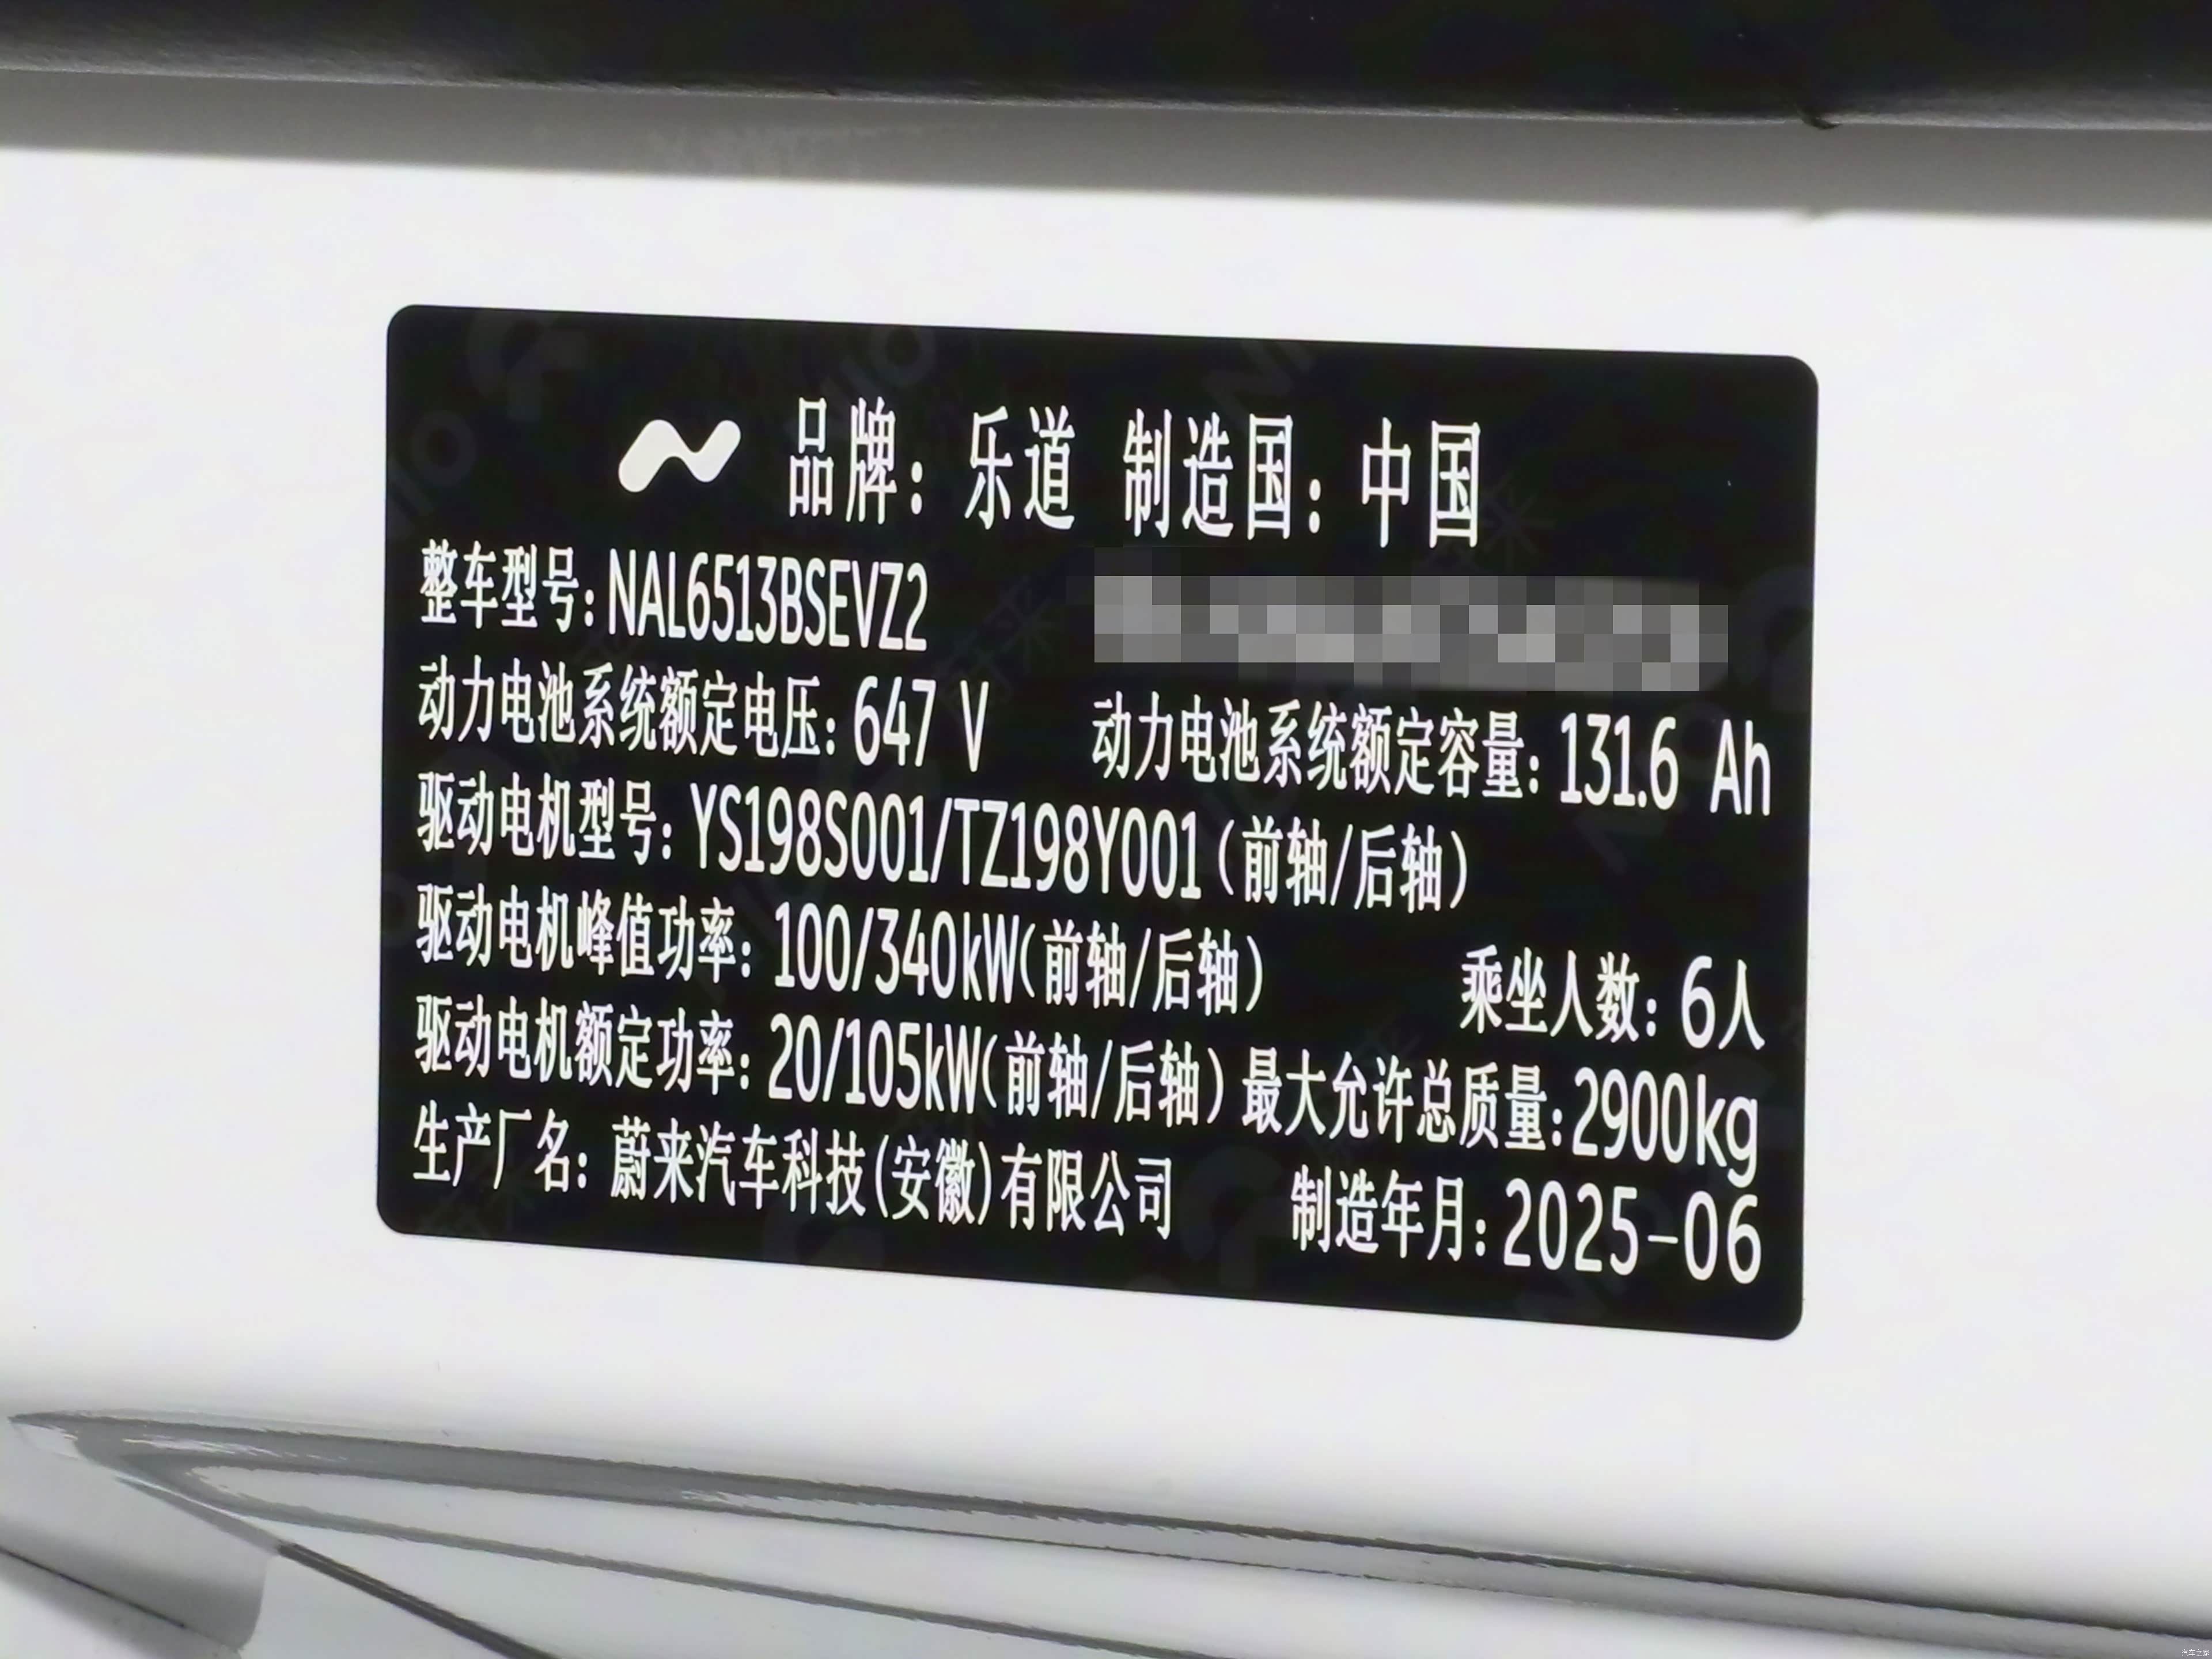 品牌：乐道 制造国：中国
整车型号：NAL6513BSEVZ2
动力电池系统额定电压：647 V 动力电池系统额定容量：131.6 Ah
驱动电机型号：YS198S001/TZ198Y001（前轴/后轴）
驱动电机峰值功率：100/340kW（前轴/后轴） 乘坐人数：6人
驱动电机额定功率：20/105kW（前轴/后轴）最大允许总质量：2900kg
生产厂名：蔚来汽车科技(安徽)有限公司 制造年月：2025-06
汽车之家